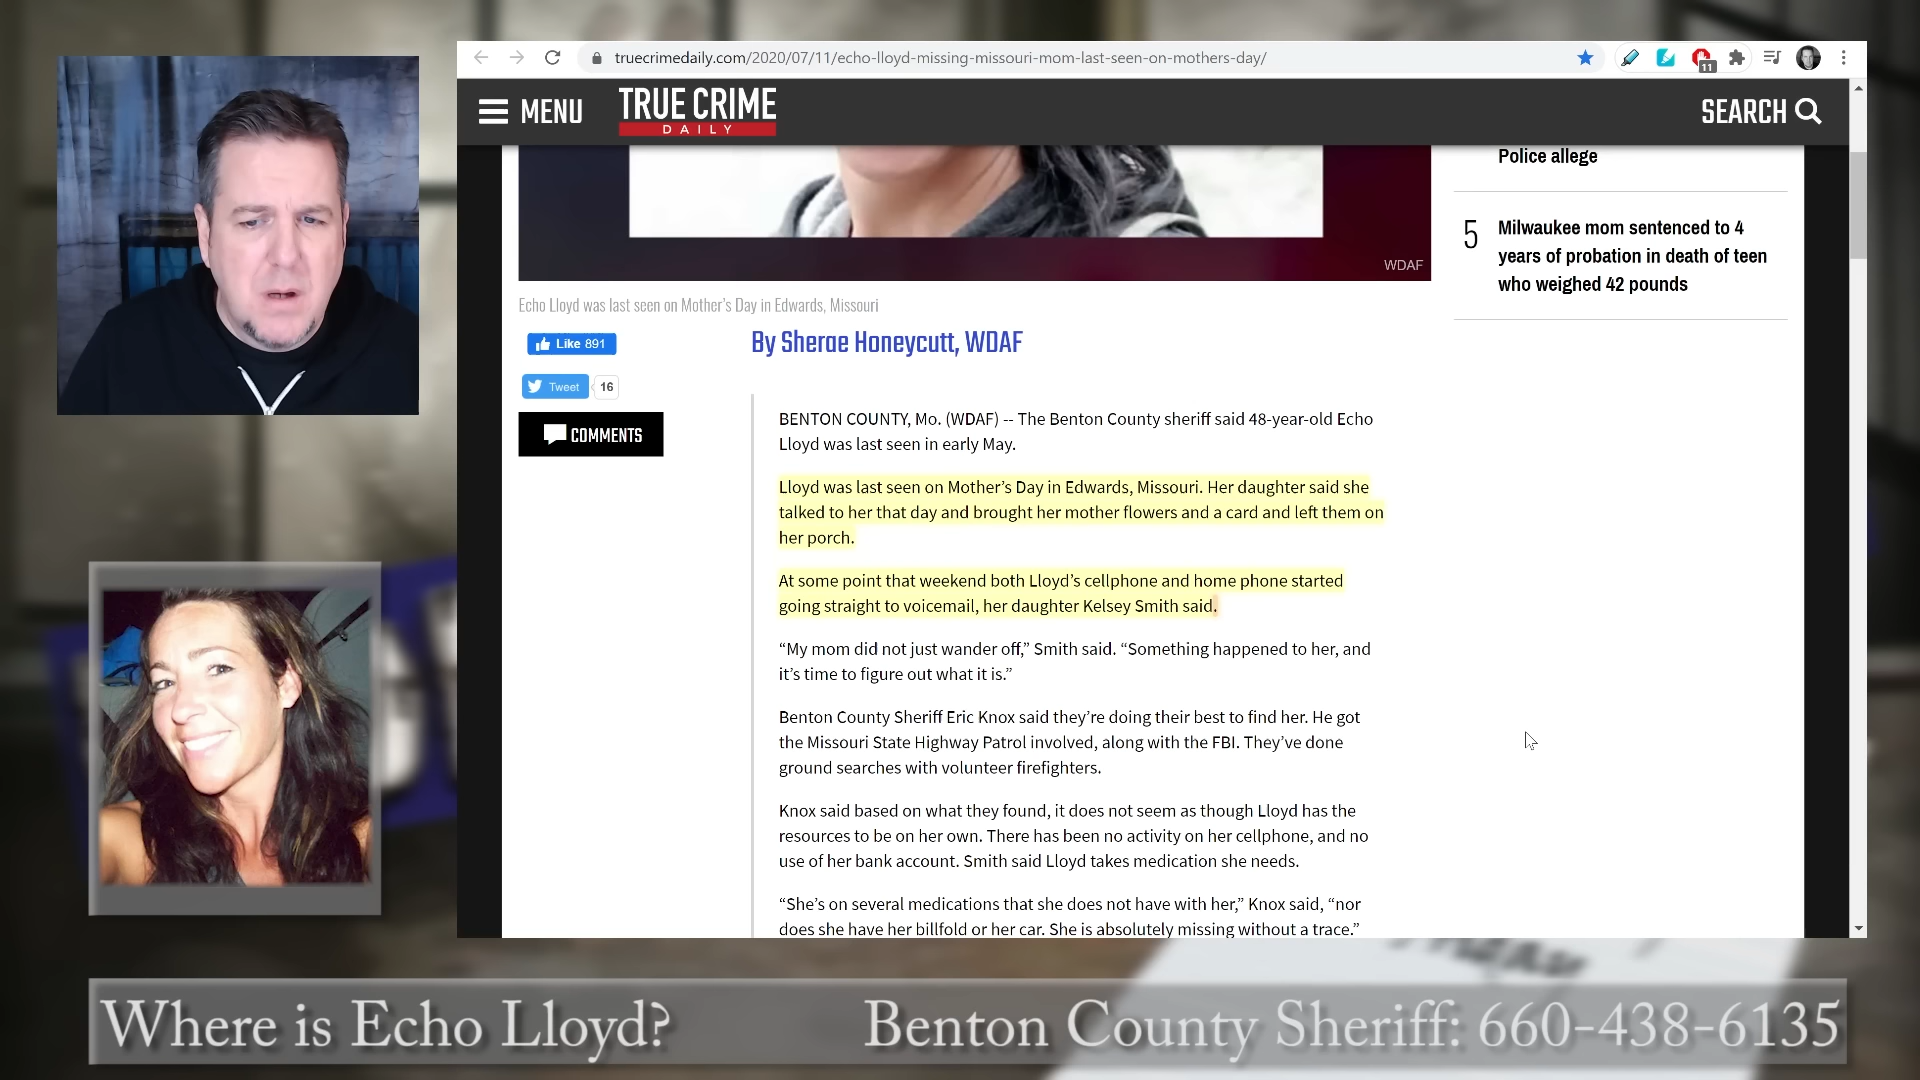 truecrimedaily.com/2020/07/11/echo-lloyd-missing-missouri-mom-last-seen-on-mothers-day/
11
MENU
TRUE CRIME
DAILY
SEARCH
WDAF
Echo Lloyd was last seen on Mother's Day in Edwards, Missouri
Like 891
Tweet
16
COMMENTS
By Sherae Honeycutt, WDAF
BENTON COUNTY, Mo. (WDAF) -- The Benton County sheriff said 48-year-old Echo
Lloyd was last seen in early May.
Lloyd was last seen on Mother's Day in Edwards, Missouri. Her daughter said she
talked to her that day and brought her mother flowers and a card and left them on
her porch.
At some point that weekend both Lloyd's cellphone and home phone started
going straight to voicemail, her daughter Kelsey Smith said.
“My mom did not just wander off,” Smith said. “Something happened to her, and
it's time to figure out what it is.”
Benton County Sheriff Eric Knox said they're doing their best to find her. He got
the Missouri State Highway Patrol involved, along with the FBI. They've done
ground searches with volunteer firefighters.
Knox said based on what they found, it does not seem as though Lloyd has the
resources to be on her own. There has been no activity on her cellphone, and no
use of her bank account. Smith said Lloyd takes medication she needs.
“She's on several medications that she does not have with her,” Knox said, “nor
does she have her billfold or her car. She is absolutely missing without a trace.”
Police allege
5
Milwaukee mom sentenced to 4
years of probation in death of teen
who weighed 42 pounds
Where is Echo Lloyd?
Benton County Sheriff: 660-438-6135